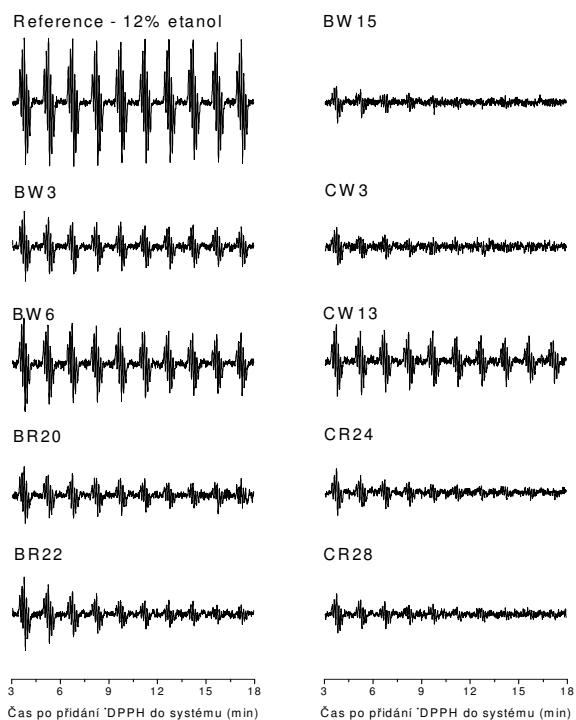 Reference - 12% etanol
BW3
BW6
BR20
BR22
3 6 9 12 15 18
Čas po přidání ˙DPPH do systému (min)
BW15
CW3
CW13
CR24
CR28
3 6 9 12 15 18
Čas po přidání ˙DPPH do systému (min)